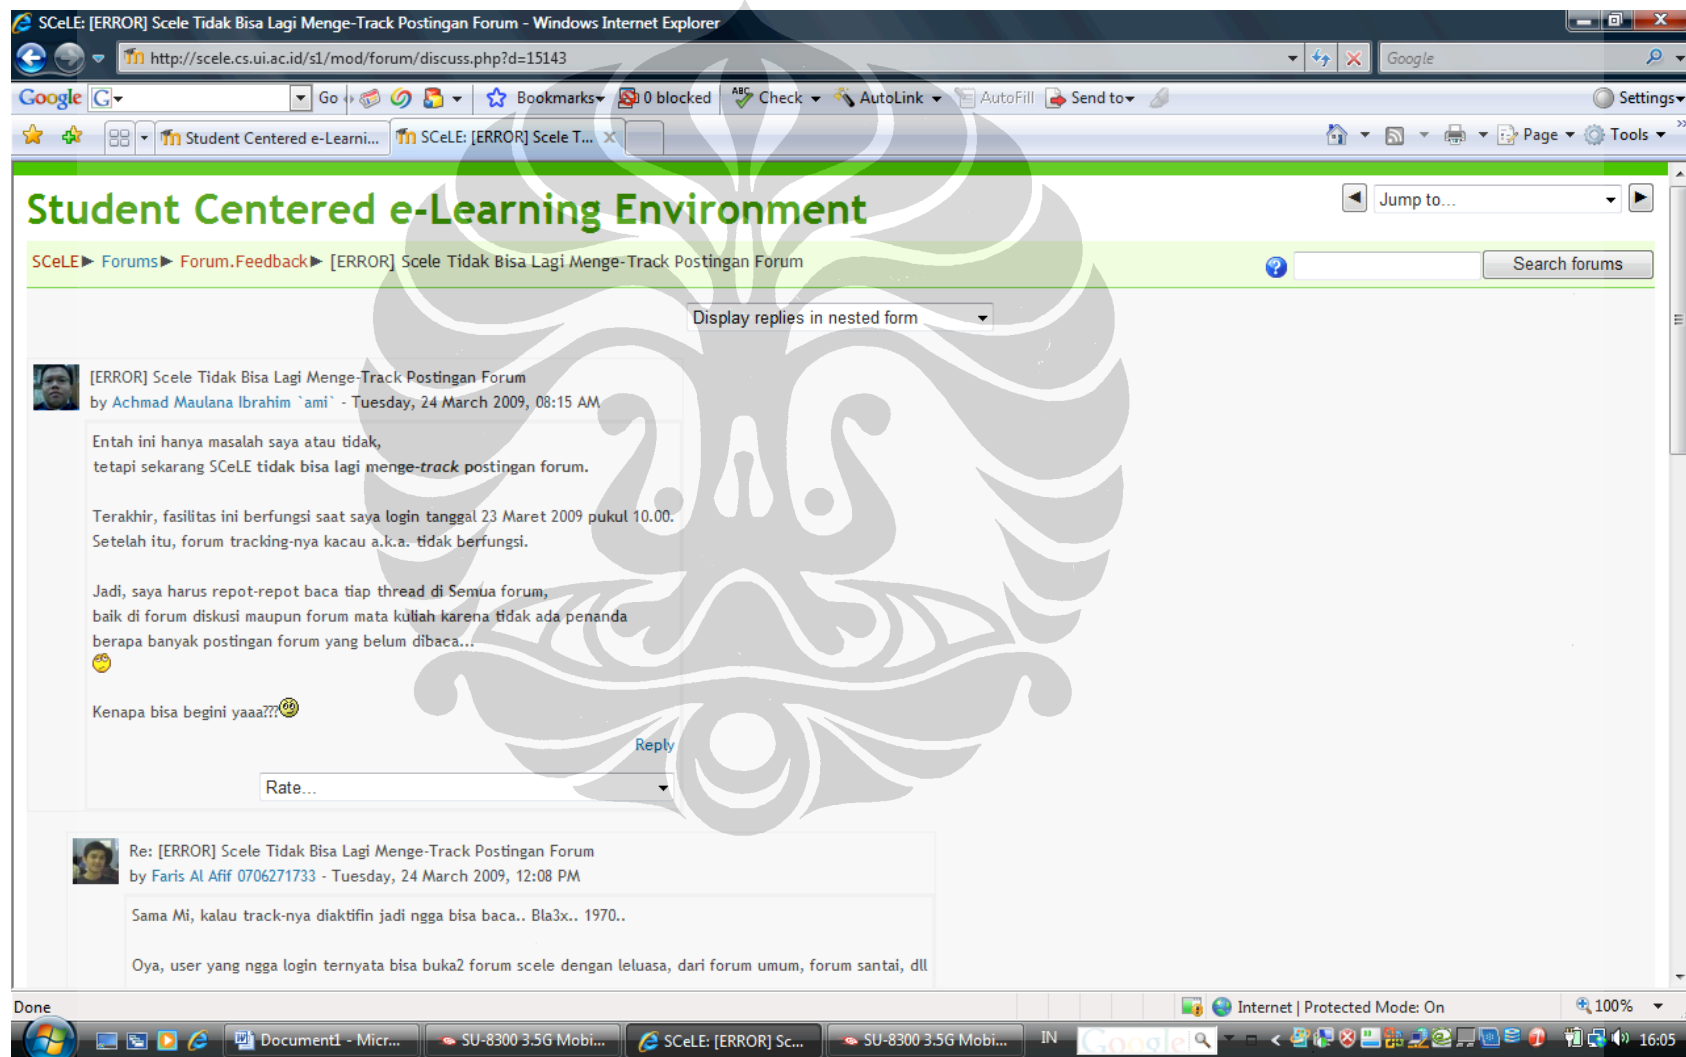 SCeLE: [ERROR] Scele Tidak Bisa Lagi Menge-Track Postingan Forum - Windows Internet Explorer
http://scele.cs.ui.ac.id/s1/mod/forum/discuss.php?d=15143
Google
Google Go Bookmarks 0 blocked ABC Check AutoLink AutoFill Send to Settings
Student Centered e-Learni... SCeLE: [ERROR] Scele T... Page Tools
Student Centered e-Learning Environment
Jump to...
SCeLE Forums Forum.Feedback [ERROR] Scele Tidak Bisa Lagi Menge-Track Postingan Forum
Search forums
Display replies in nested form
[ERROR] Scele Tidak Bisa Lagi Menge-Track Postingan Forum
by Achmad Maulana Ibrahim `ami` - Tuesday, 24 March 2009, 08:15 AM
Entah ini hanya masalah saya atau tidak,
tetapi sekarang SCeLE tidak bisa lagi menge-track postingan forum.
Terakhir, fasilitas ini berfungsi saat saya login tanggal 23 Maret 2009 pukul 10.00.
Setelah itu, forum tracking-nya kacau a.k.a. tidak berfungsi.
Jadi, saya harus repot-repot baca tiap thread di Semua forum,
baik di forum diskusi maupun forum mata kuliah karena tidak ada penanda
berapa banyak postingan forum yang belum dibaca...
Kenapa bisa begini yaaa???
Reply
Rate...
Re: [ERROR] Scele Tidak Bisa Lagi Menge-Track Postingan Forum
by Faris Al Afif 0706271733 - Tuesday, 24 March 2009, 12:08 PM
Sama Mi, kalau track-nya diaktifin jadi ngga bisa baca.. Bla3x.. 1970..
Oya, user yang ngga login ternyata bisa buka2 forum scele dengan leluasa, dari forum umum, forum santai, dll
Done Internet | Protected Mode: On 100%
Document1 - Micr... SU-8300 3.5G Mobi... SCeLE: [ERROR] Sc... SU-8300 3.5G Mobi... IN Google 16:05